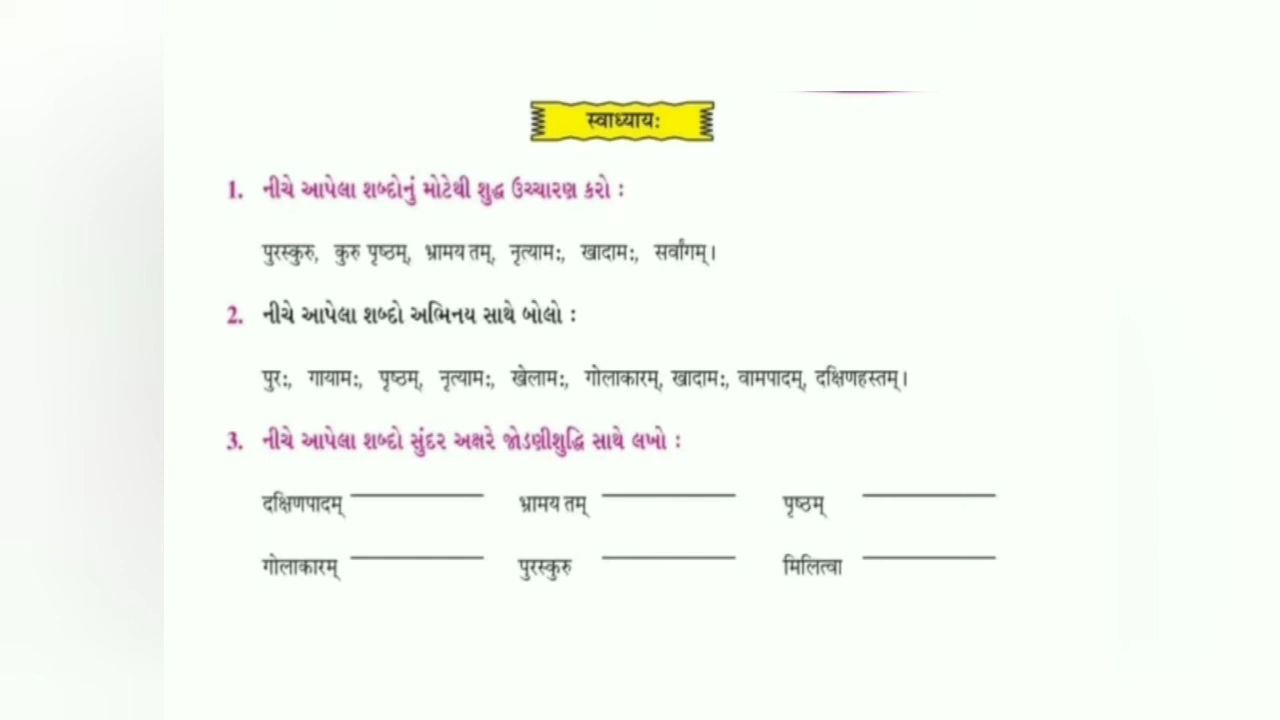 स्वाध्यायः
1. નીચે આપેલા શબ્દોનું મોટેથી શુદ્ધ ઉચ્ચારણ કરો :
पुरस्कुरु, कुरु पृष्ठम्, भ्रामय तम्, नृत्यामः, खादामः, सर्वांगम्।
2. નીચે આપેલા શબ્દો અભિનય સાથે બોલો :
पुरः, गायामः, पृष्ठम्, नृत्यामः, खेलामः, गोलाकारम्, खादामः, वामपादम्, दक्षिणहस्तम्।
3. નીચે આપેલા શબ્દો સુંદર અક્ષરે જોડણીશુદ્ધિ સાથે લખો :
दक्षिणपादम् भ्रामय तम् पृष्ठम्
गोलाकारम् पुरस्कुरु मिलित्वा